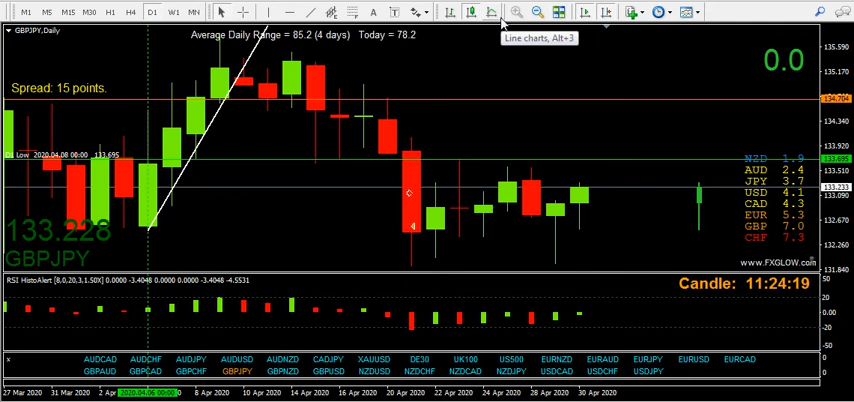 M1 M5 M15 M30 H1 H4 D1 W1 MN
Line charts, Alt+3
GBPJPY,Daily
Average Daily Range = 85.2 (4 days) Today = 78.2
0.0
Spread: 15 points.
135.590
135.170
134.704
D1 Low 2020.04.08 00:00 133.695
133.695
133.510
133.233
133.090
132.670
132.260
131.840
NZD 1.9
AUD 2.4
JPY 3.7
USD 4.1
CAD 4.3
EUR 5.3
GBP 7.0
CHF 7.3
133.228
GBPJPY
www.FXGLOW.com
RSI HistoAlert [8,0,20,3,1.50X] 0.0000 -3.4048 0.0000 -3.4048 -4.5531
Candle: 11:24:19
50
20
0.00
-20
-50
x AUDCAD AUDCHF AUDJPY AUDUSD AUDNZD CADJPY XAUUSD DE30 UK100 US500 EURNZD EURAUD EURJPY EURUSD EURCAD
GBPAUD GBPCAD GBPCHF GBPJPY GBPNZD GBPUSD NZDUSD NZDCHF NZDCAD NZDJPY USDCAD USDCHF USDJPY
0
0
27 Mar 2020 31 Mar 2020 2 Apr 2020.04.06 00:00 8 Apr 2020 10 Apr 2020 14 Apr 2020 16 Apr 2020 20 Apr 2020 22 Apr 2020 24 Apr 2020 28 Apr 2020 30 Apr 2020